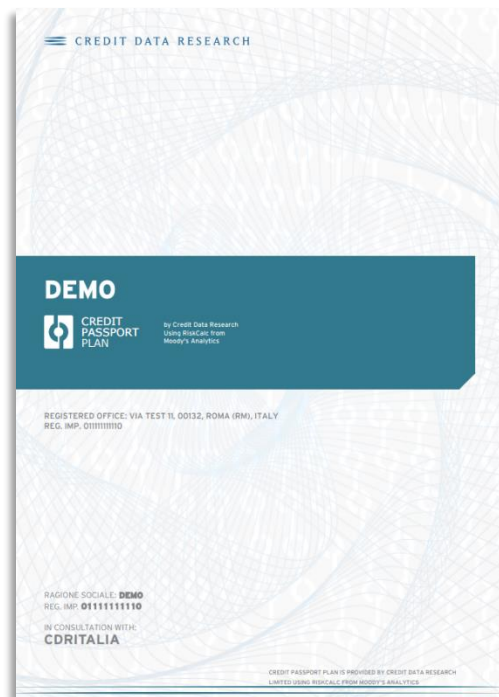 CREDIT DATA RESEARCH
DEMO
CREDIT
PASSPORT
PLAN
by Credit Data Research
Using RiskCalc from
Moody's Analytics
REGISTERED OFFICE: VIA TEST 11, 00132, ROMA (RM), ITALY
REG. IMP. 01111111110
RAGIONE SOCIALE: DEMO
REG. IMP. 01111111110
IN CONSULTATION WITH:
CDRITALIA
CREDIT PASSPORT PLAN IS PROVIDED BY CREDIT DATA RESEARCH
LIMITED USING RISKCALC FROM MOODY'S ANALYTICS